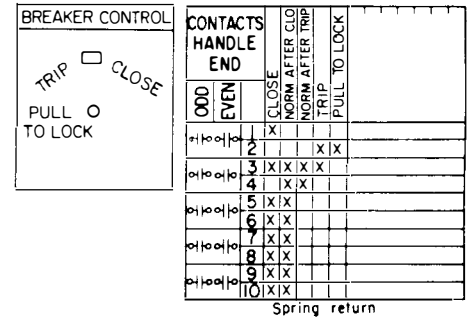 BREAKER CONTROL
TRIP
CLOSE
PULL
TO LOCK
CONTACTS
HANDLE
END
ODD
EVEN
CLOSE
NORM AFTER CLO
NORM AFTER TRIP
TRIP
PULL TO LOCK
1 X
2 X X
3 X X X X
4 X X
5 X X
6 X X
7 X X
8 X X
9 X X
10 X X
Spring return